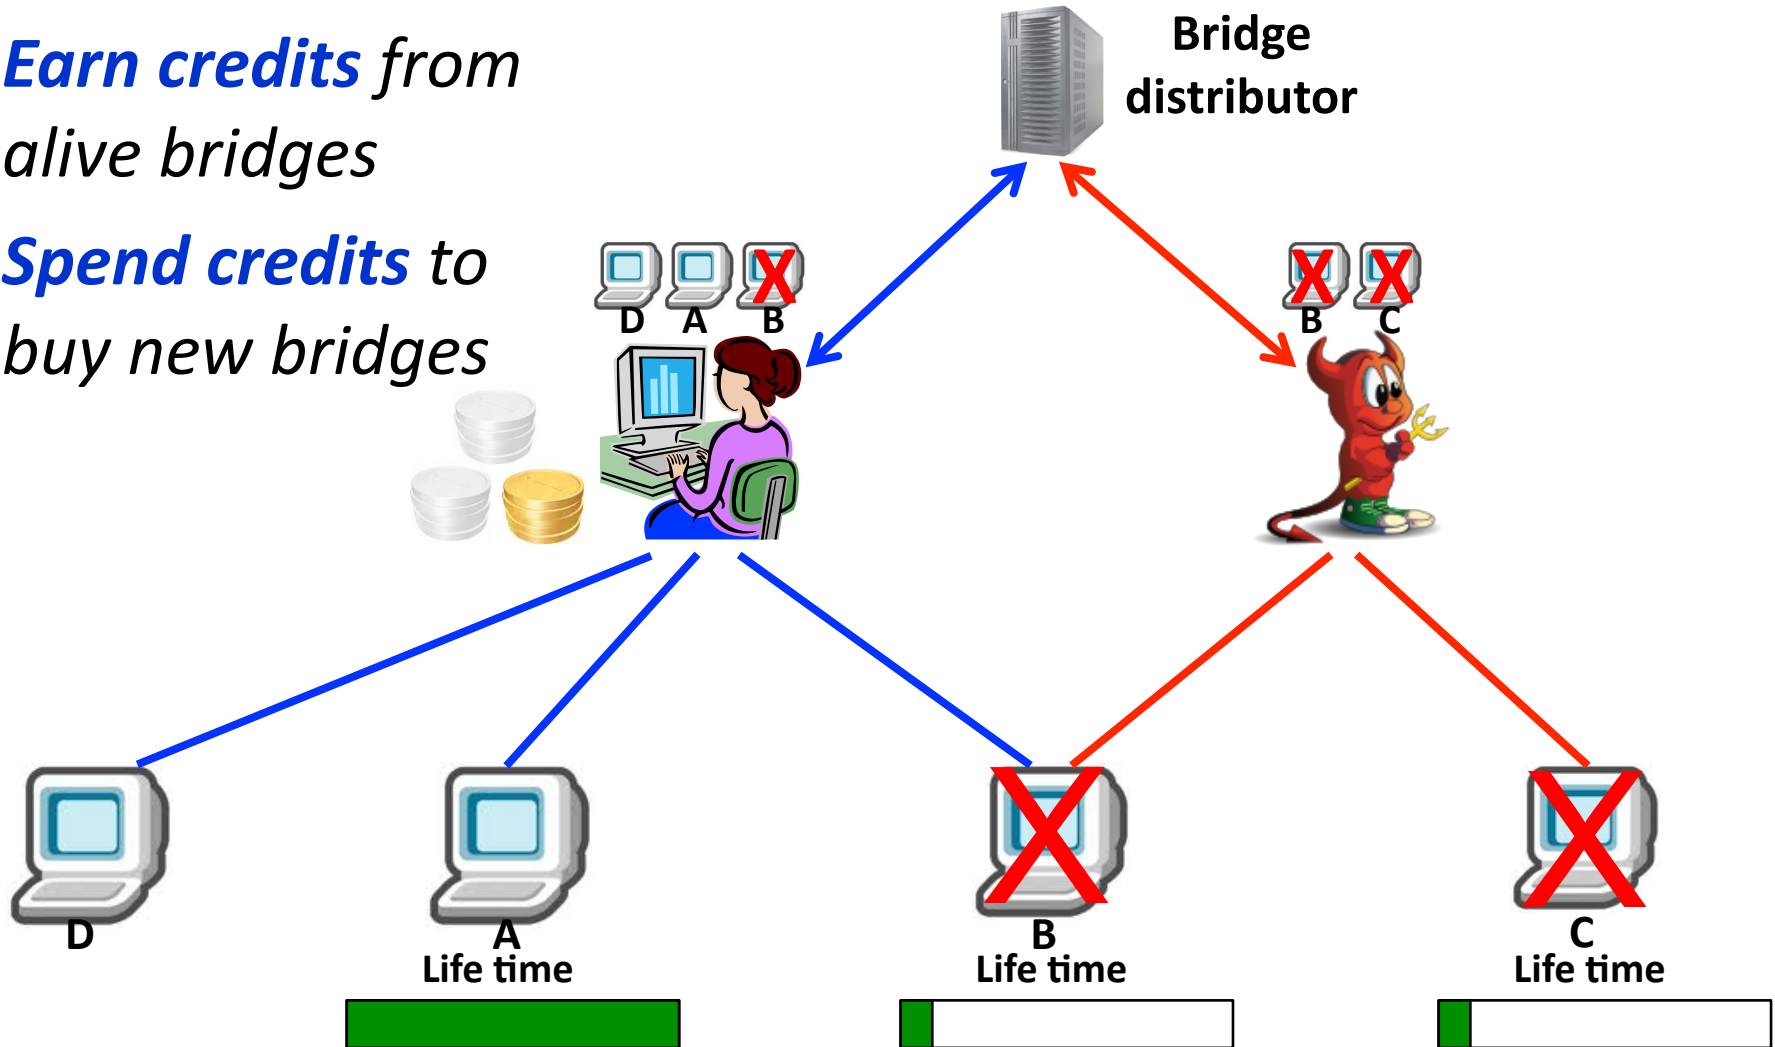 Earn credits from
alive bridges
Spend credits to
buy new bridges
Bridge
distributor
D A B
B C
D
A
Life time
B
Life time
C
Life time